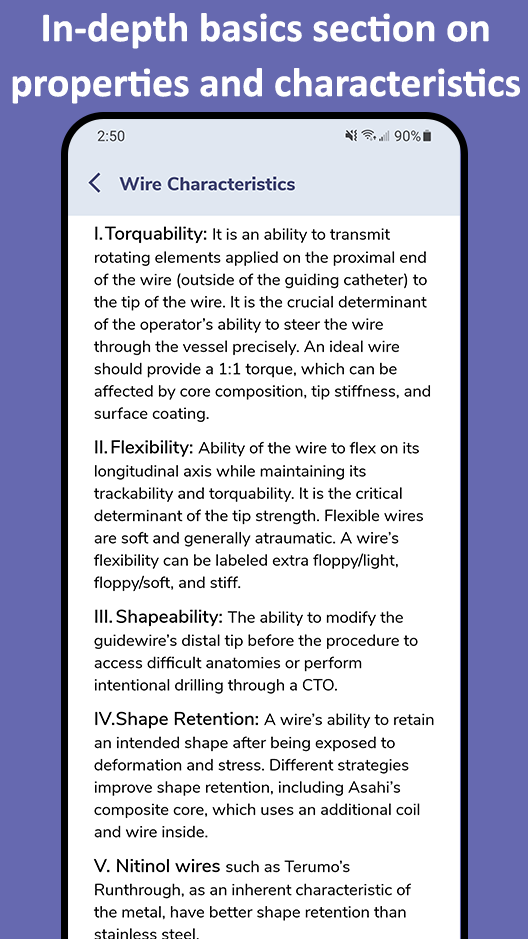 In-depth basics section on
properties and characteristics
2:50
90%
Wire Characteristics
I. Torquability: It is an ability to transmit
rotating elements applied on the proximal end
of the wire (outside of the guiding catheter) to
the tip of the wire. It is the crucial determinant
of the operator's ability to steer the wire
through the vessel precisely. An ideal wire
should provide a 1:1 torque, which can be
affected by core composition, tip stiffness, and
surface coating.
II. Flexibility: Ability of the wire to flex on its
longitudinal axis while maintaining its
trackability and torquability. It is the critical
determinant of the tip strength. Flexible wires
are soft and generally atraumatic. A wire's
flexibility can be labeled extra floppy/light,
floppy/soft, and stiff.
III. Shapeability: The ability to modify the
guidewire's distal tip before the procedure to
access difficult anatomies or perform
intentional drilling through a CTO.
IV.Shape Retention: A wire's ability to retain
an intended shape after being exposed to
deformation and stress. Different strategies
improve shape retention, including Asahi's
composite core, which uses an additional coil
and wire inside.
V. Nitinol wires such as Terumo's
Runthrough, as an inherent characteristic of
the metal, have better shape retention than
stainless steel.